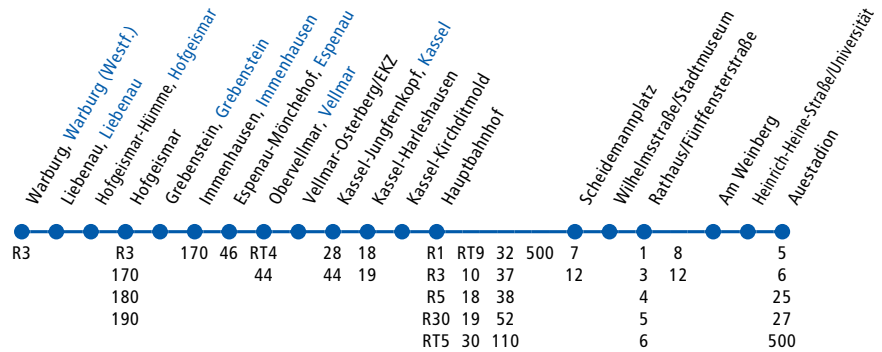 Warburg, Warburg (Westf.)
Liebenau, Liebenau
Hofgeismar-Hümme, Hofgeismar
Hofgeismar
Grebenstein, Grebenstein
Immenhausen, Immenhausen
Espenau-Mönchehof, Espenau
Obervellmar, Vellmar
Vellmar-Osterberg/EKZ
Kassel-Jungfernkopf, Kassel
Kassel-Harleshausen
Kassel-Kirchditmold
Hauptbahnhof
Scheidemannplatz
Wilhelmsstraße/Stadtmuseum
Rathaus/Fünffensterstraße
Am Weinberg
Heinrich-Heine-Straße/Universität
Auestadion
R3 R3 170 46 RT4 28 18 R1 RT9 32 500 7 1 8 5
170 44 44 19 R3 10 37 12 3 12 6
180 R5 18 38 4 25
190 R30 19 52 5 27
RT5 30 110 6 500